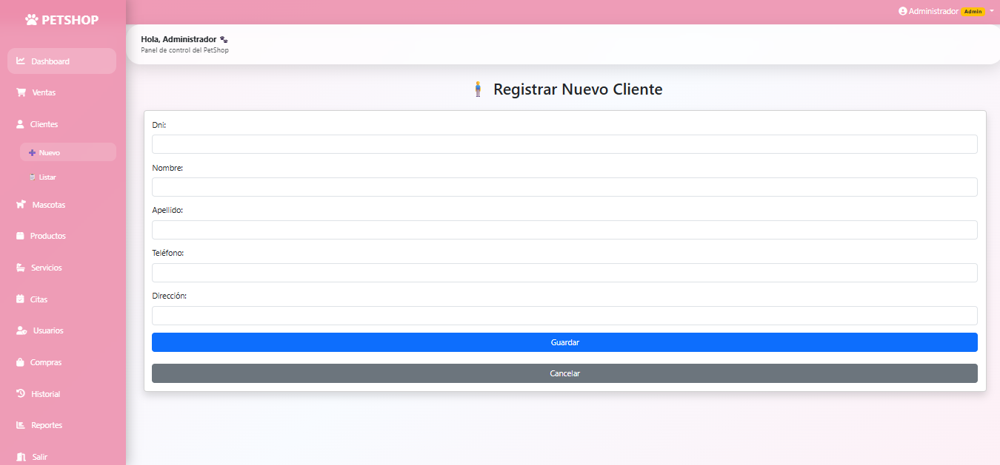 PETSHOP
Administrador Admin
Hola, Administrador
Panel de control del PetShop
Dashboard
Ventas
Clientes
Nuevo
Listar
Mascotas
Productos
Servicios
Citas
Usuarios
Compras
Historial
Reportes
Salir
Registrar Nuevo Cliente
Dni:
Nombre:
Apellido:
Teléfono:
Dirección:
Guardar
Cancelar